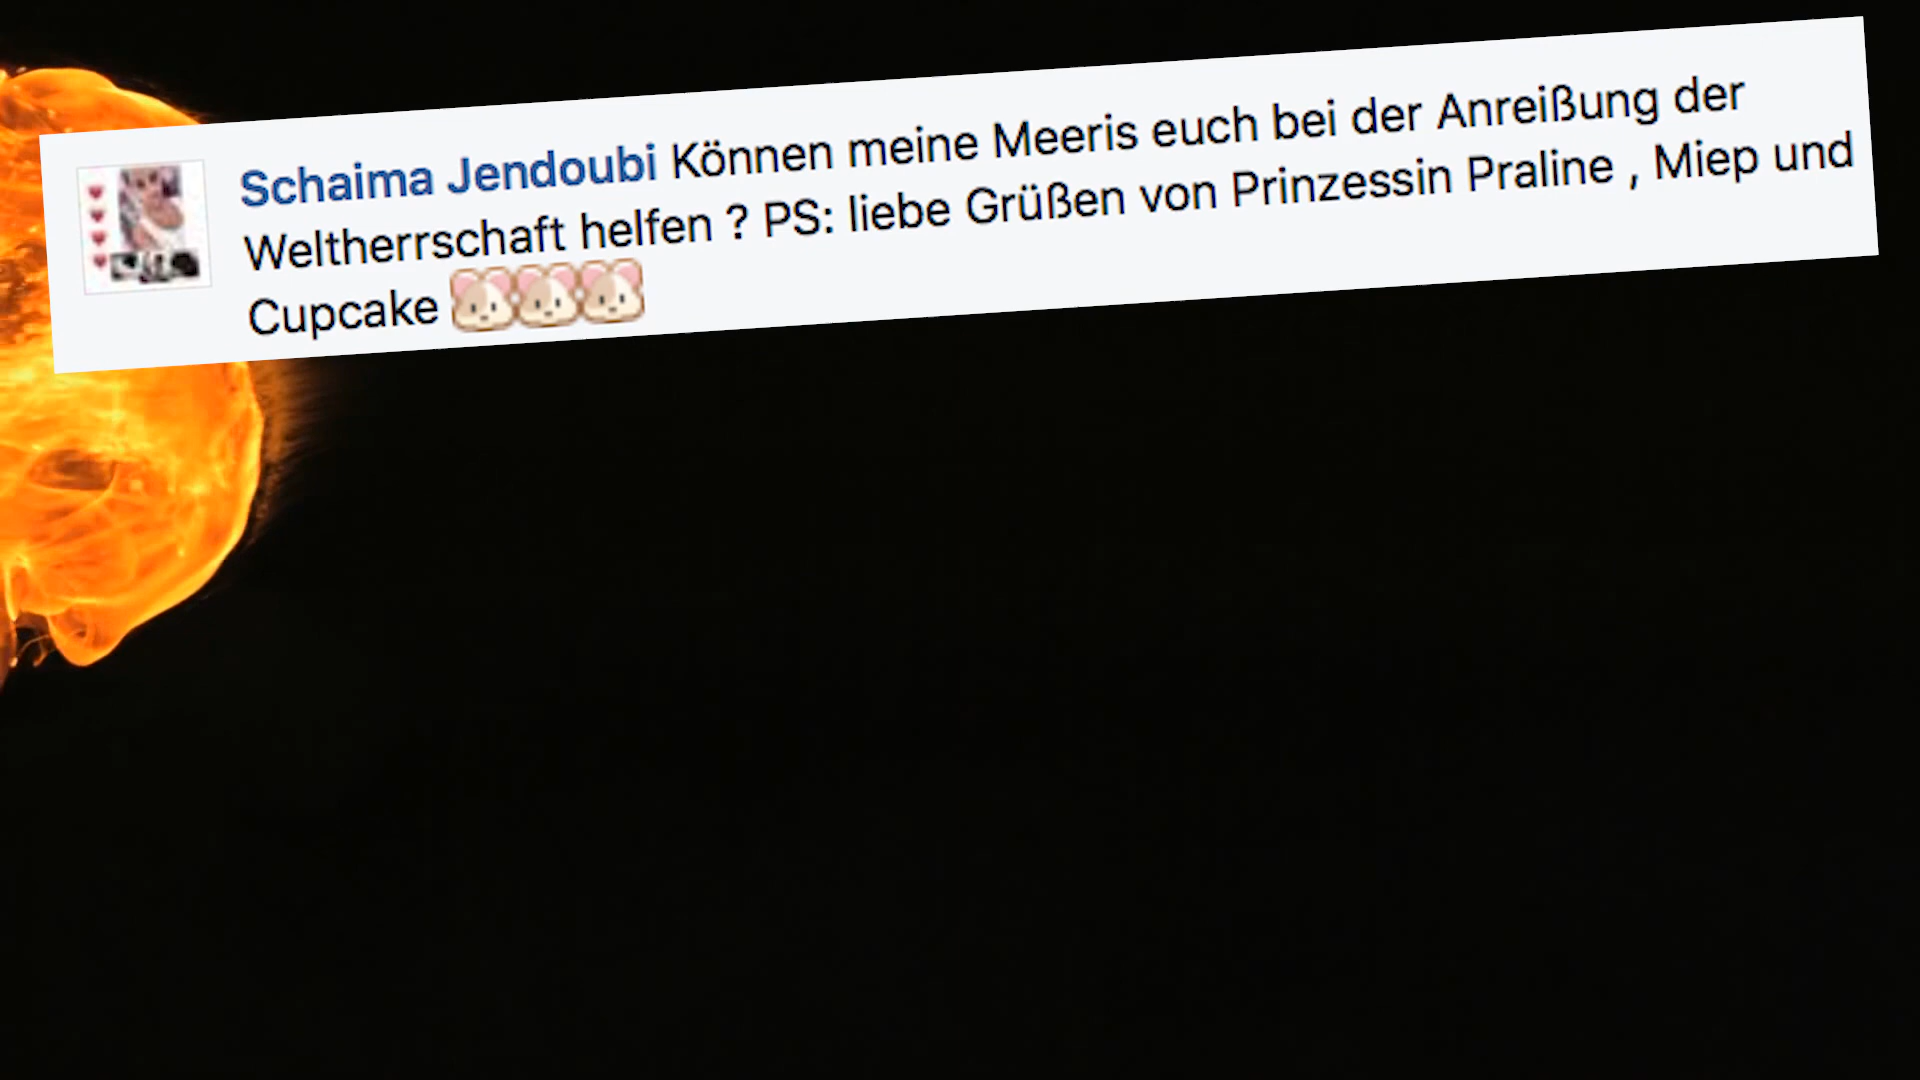 Schaima Jendoubi Können meine Meeris euch bei der Anreißung der
Weltherrschaft helfen ? PS: liebe Grüßen von Prinzessin Praline , Miep und
Cupcake 🐹🐹🐹